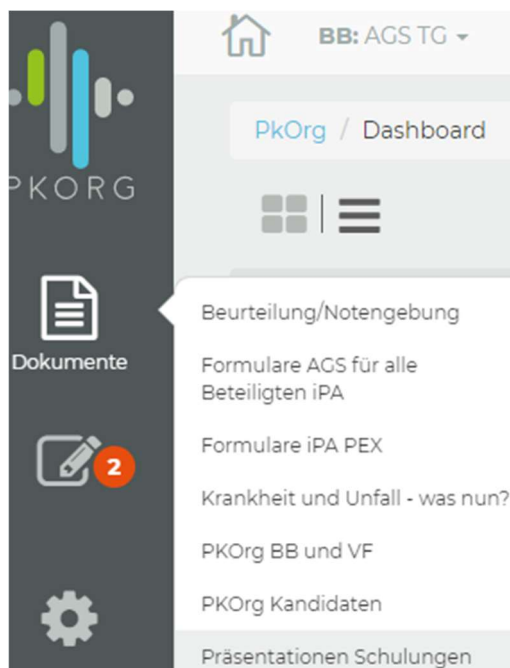 BB: AGS TG
PkOrg / Dashboard
PKORG
Dokumente
2
Beurteilung/Notengebung
Formulare AGS für alle
Beteiligten iPA
Formulare iPA PEX
Krankheit und Unfall - was nun?
PKOrg BB und VF
PKOrg Kandidaten
Präsentationen Schulungen